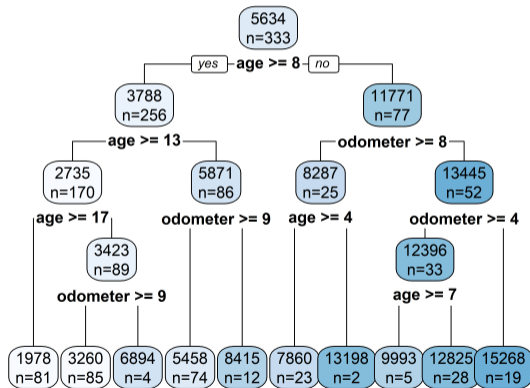 5634
n=333
yes age >= 8 no
3788
n=256
11771
n=77
age >= 13
odometer >= 8
2735
n=170
5871
n=86
8287
n=25
13445
n=52
age >= 17
odometer >= 9
age >= 4
odometer >= 4
3423
n=89
12396
n=33
odometer >= 9
age >= 7
1978
n=81
3260
n=85
6894
n=4
5458
n=74
8415
n=12
7860
n=23
13198
n=2
9993
n=5
12825
n=28
15268
n=19